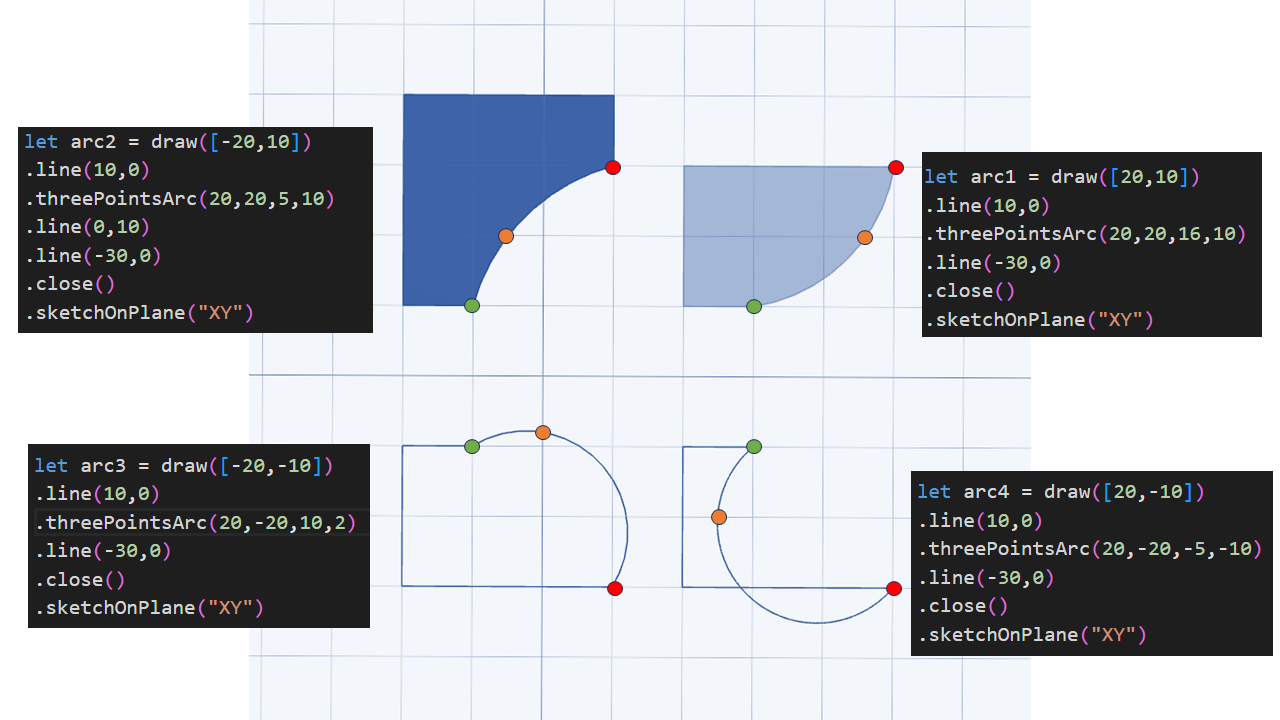 let arc2 = draw([-20,10])
.line(10,0)
.threePointsArc(20,20,5,10)
.line(0,10)
.line(-30,0)
.close()
.sketchOnPlane("XY")
let arc1 = draw([20,10])
.line(10,0)
.threePointsArc(20,20,16,10)
.line(-30,0)
.close()
.sketchOnPlane("XY")
let arc3 = draw([-20,-10])
.line(10,0)
.threePointsArc(20,-20,10,2)
.line(-30,0)
.close()
.sketchOnPlane("XY")
let arc4 = draw([20,-10])
.line(10,0)
.threePointsArc(20,-20,-5,-10)
.line(-30,0)
.close()
.sketchOnPlane("XY")